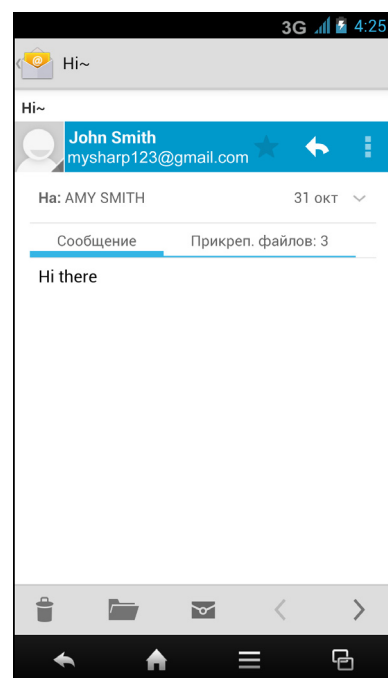 3G 4:25
Hi~
Hi~
John Smith
mysharp123@gmail.com
На: AMY SMITH 31 окт
Сообщение Прикреп. файлов: 3
Hi there